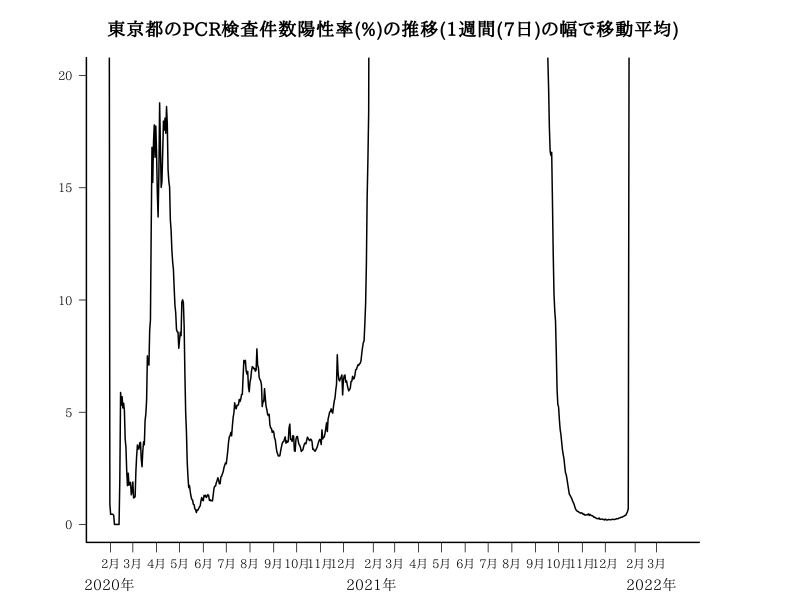 東京都のPCR検査件数陽性率(%)の推移(1週間(7日)の幅で移動平均)
20
15
10
5
0
2月 3月 4月 5月 6月 7月 8月 9月 10月 11月 12月 2月 3月 4月 5月 6月 7月 8月 9月 10月 11月 12月 2月 3月
2020年 2021年 2022年